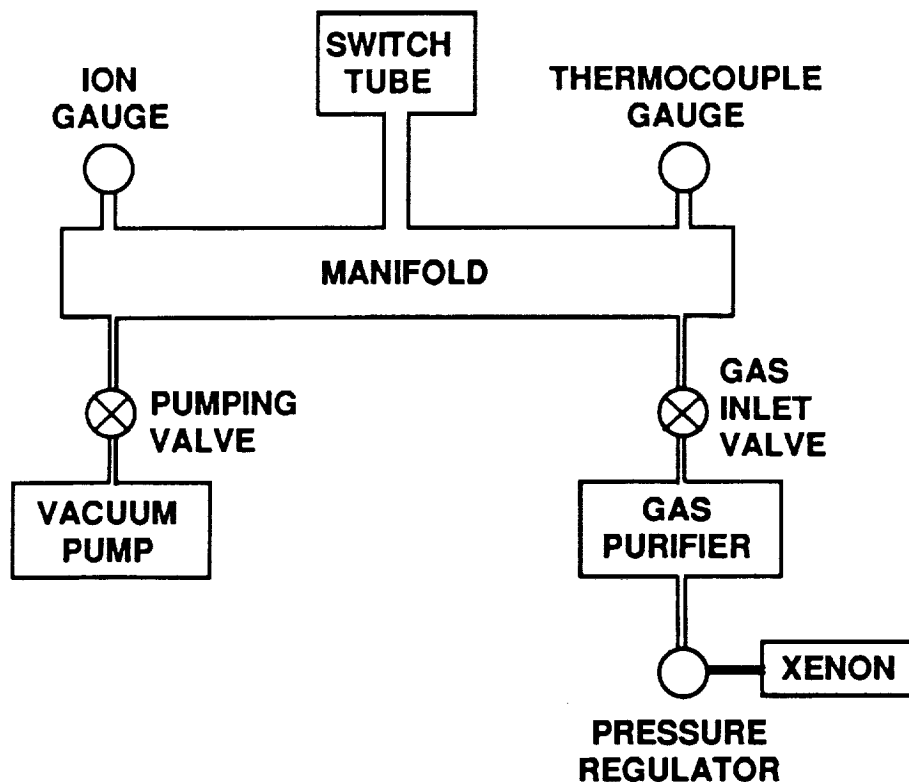 SWITCH
TUBE
ION
GAUGE
THERMOCOUPLE
GAUGE
MANIFOLD
PUMPING
VALVE
GAS
INLET
VALVE
VACUUM
PUMP
GAS
PURIFIER
XENON
PRESSURE
REGULATOR